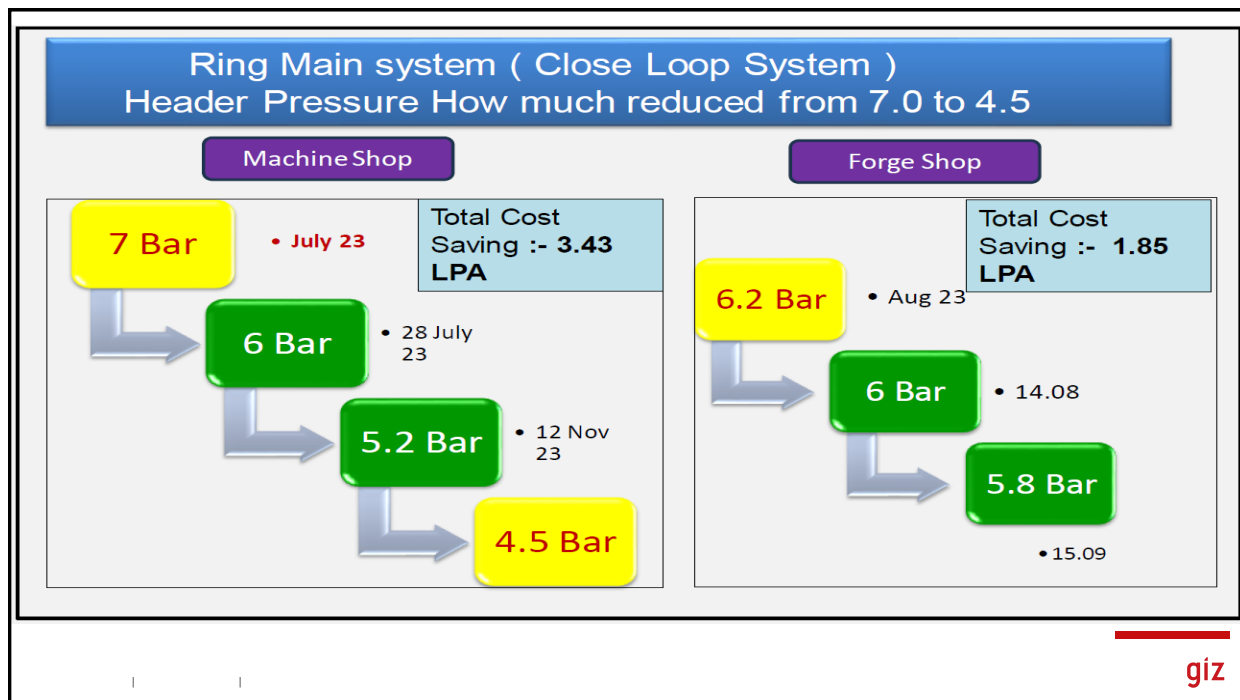 Ring Main system ( Close Loop System )
Header Pressure How much reduced from 7.0 to 4.5
Machine Shop
7 Bar
• July 23
Total Cost
Saving :- 3.43
LPA
6 Bar
• 28 July
23
5.2 Bar
• 12 Nov
23
4.5 Bar
Forge Shop
Total Cost
Saving :- 1.85
LPA
6.2 Bar
• Aug 23
6 Bar
• 14.08
5.8 Bar
• 15.09
giz